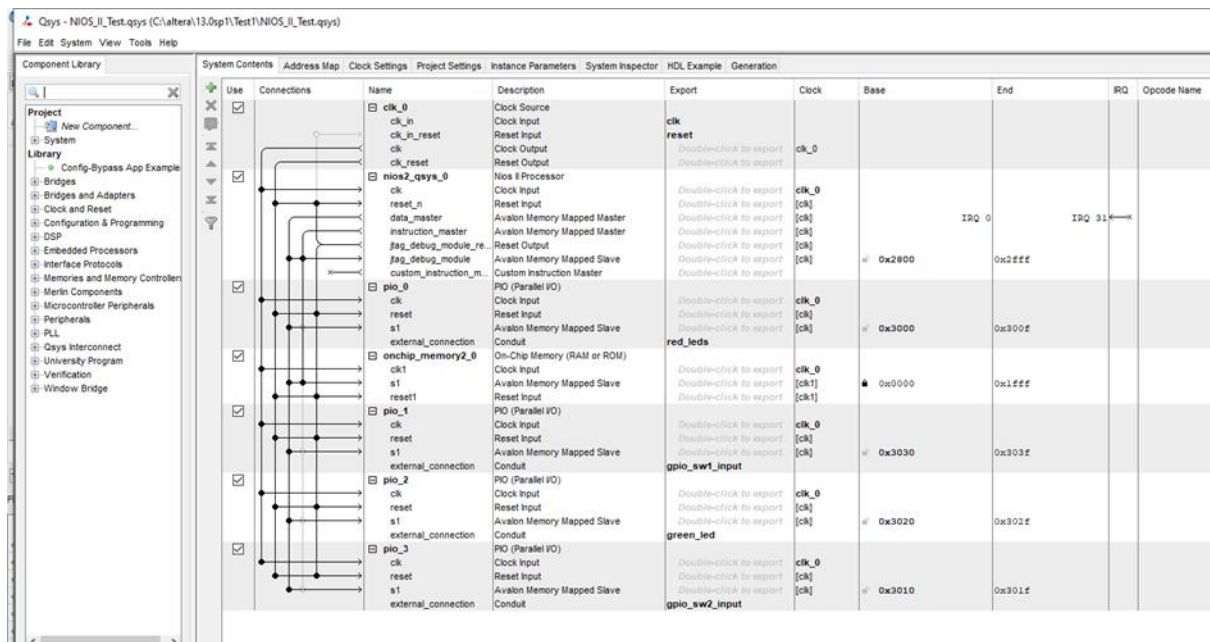 Qsys - NIOS_II_Test.qsys (C:\altera\13.0sp1\Test1\NIOS_II_Test.qsys)
File Edit System View Tools Help
Component Library
Project
New Component...
System
Library
Config-Bypass App Example
Bridges
Bridges and Adapters
Clock and Reset
Configuration & Programming
DSP
Embedded Processors
Interface Protocols
Memories and Memory Controllers
Merlin Components
Microcontroller Peripherals
Peripherals
PLL
Qsys Interconnect
University Program
Verification
Window Bridge
System Contents Address Map Clock Settings Project Settings Instance Parameters System Inspector HDL Example Generation
Use Connections Name Description Export Clock Base End IRQ Opcode Name
clk_0 Clock Source
clk_in Clock Input clk
clk_in_reset Reset Input reset
clk Clock Output Double-click to export clk_0
clk_reset Reset Output Double-click to export
nios2_qsys_0 Nios II Processor
clk Clock Input Double-click to export clk_0
reset_n Reset Input Double-click to export [clk]
data_master Avalon Memory Mapped Master Double-click to export [clk] IRQ 0 IRQ 31
instruction_master Avalon Memory Mapped Master Double-click to export [clk]
jtag_debug_module_re... Reset Output Double-click to export [clk]
jtag_debug_module Avalon Memory Mapped Slave Double-click to export [clk] 0x2800 0x2fff
custom_instruction_m... Custom Instruction Master Double-click to export
pio_0 PIO (Parallel I/O)
clk Clock Input Double-click to export clk_0
reset Reset Input Double-click to export [clk]
s1 Avalon Memory Mapped Slave Double-click to export [clk] 0x3000 0x300f
external_connection Conduit red_leds
onchip_memory2_0 On-Chip Memory (RAM or ROM)
clk1 Clock Input Double-click to export clk_0
s1 Avalon Memory Mapped Slave Double-click to export [clk1] 0x0000 0x1fff
reset1 Reset Input Double-click to export [clk1]
pio_1 PIO (Parallel I/O)
clk Clock Input Double-click to export clk_0
reset Reset Input Double-click to export [clk]
s1 Avalon Memory Mapped Slave Double-click to export [clk] 0x3030 0x303f
external_connection Conduit gpio_sw1_input
pio_2 PIO (Parallel I/O)
clk Clock Input Double-click to export clk_0
reset Reset Input Double-click to export [clk]
s1 Avalon Memory Mapped Slave Double-click to export [clk] 0x3020 0x302f
external_connection Conduit green_led
pio_3 PIO (Parallel I/O)
clk Clock Input Double-click to export clk_0
reset Reset Input Double-click to export [clk]
s1 Avalon Memory Mapped Slave Double-click to export [clk] 0x3010 0x301f
external_connection Conduit gpio_sw2_input